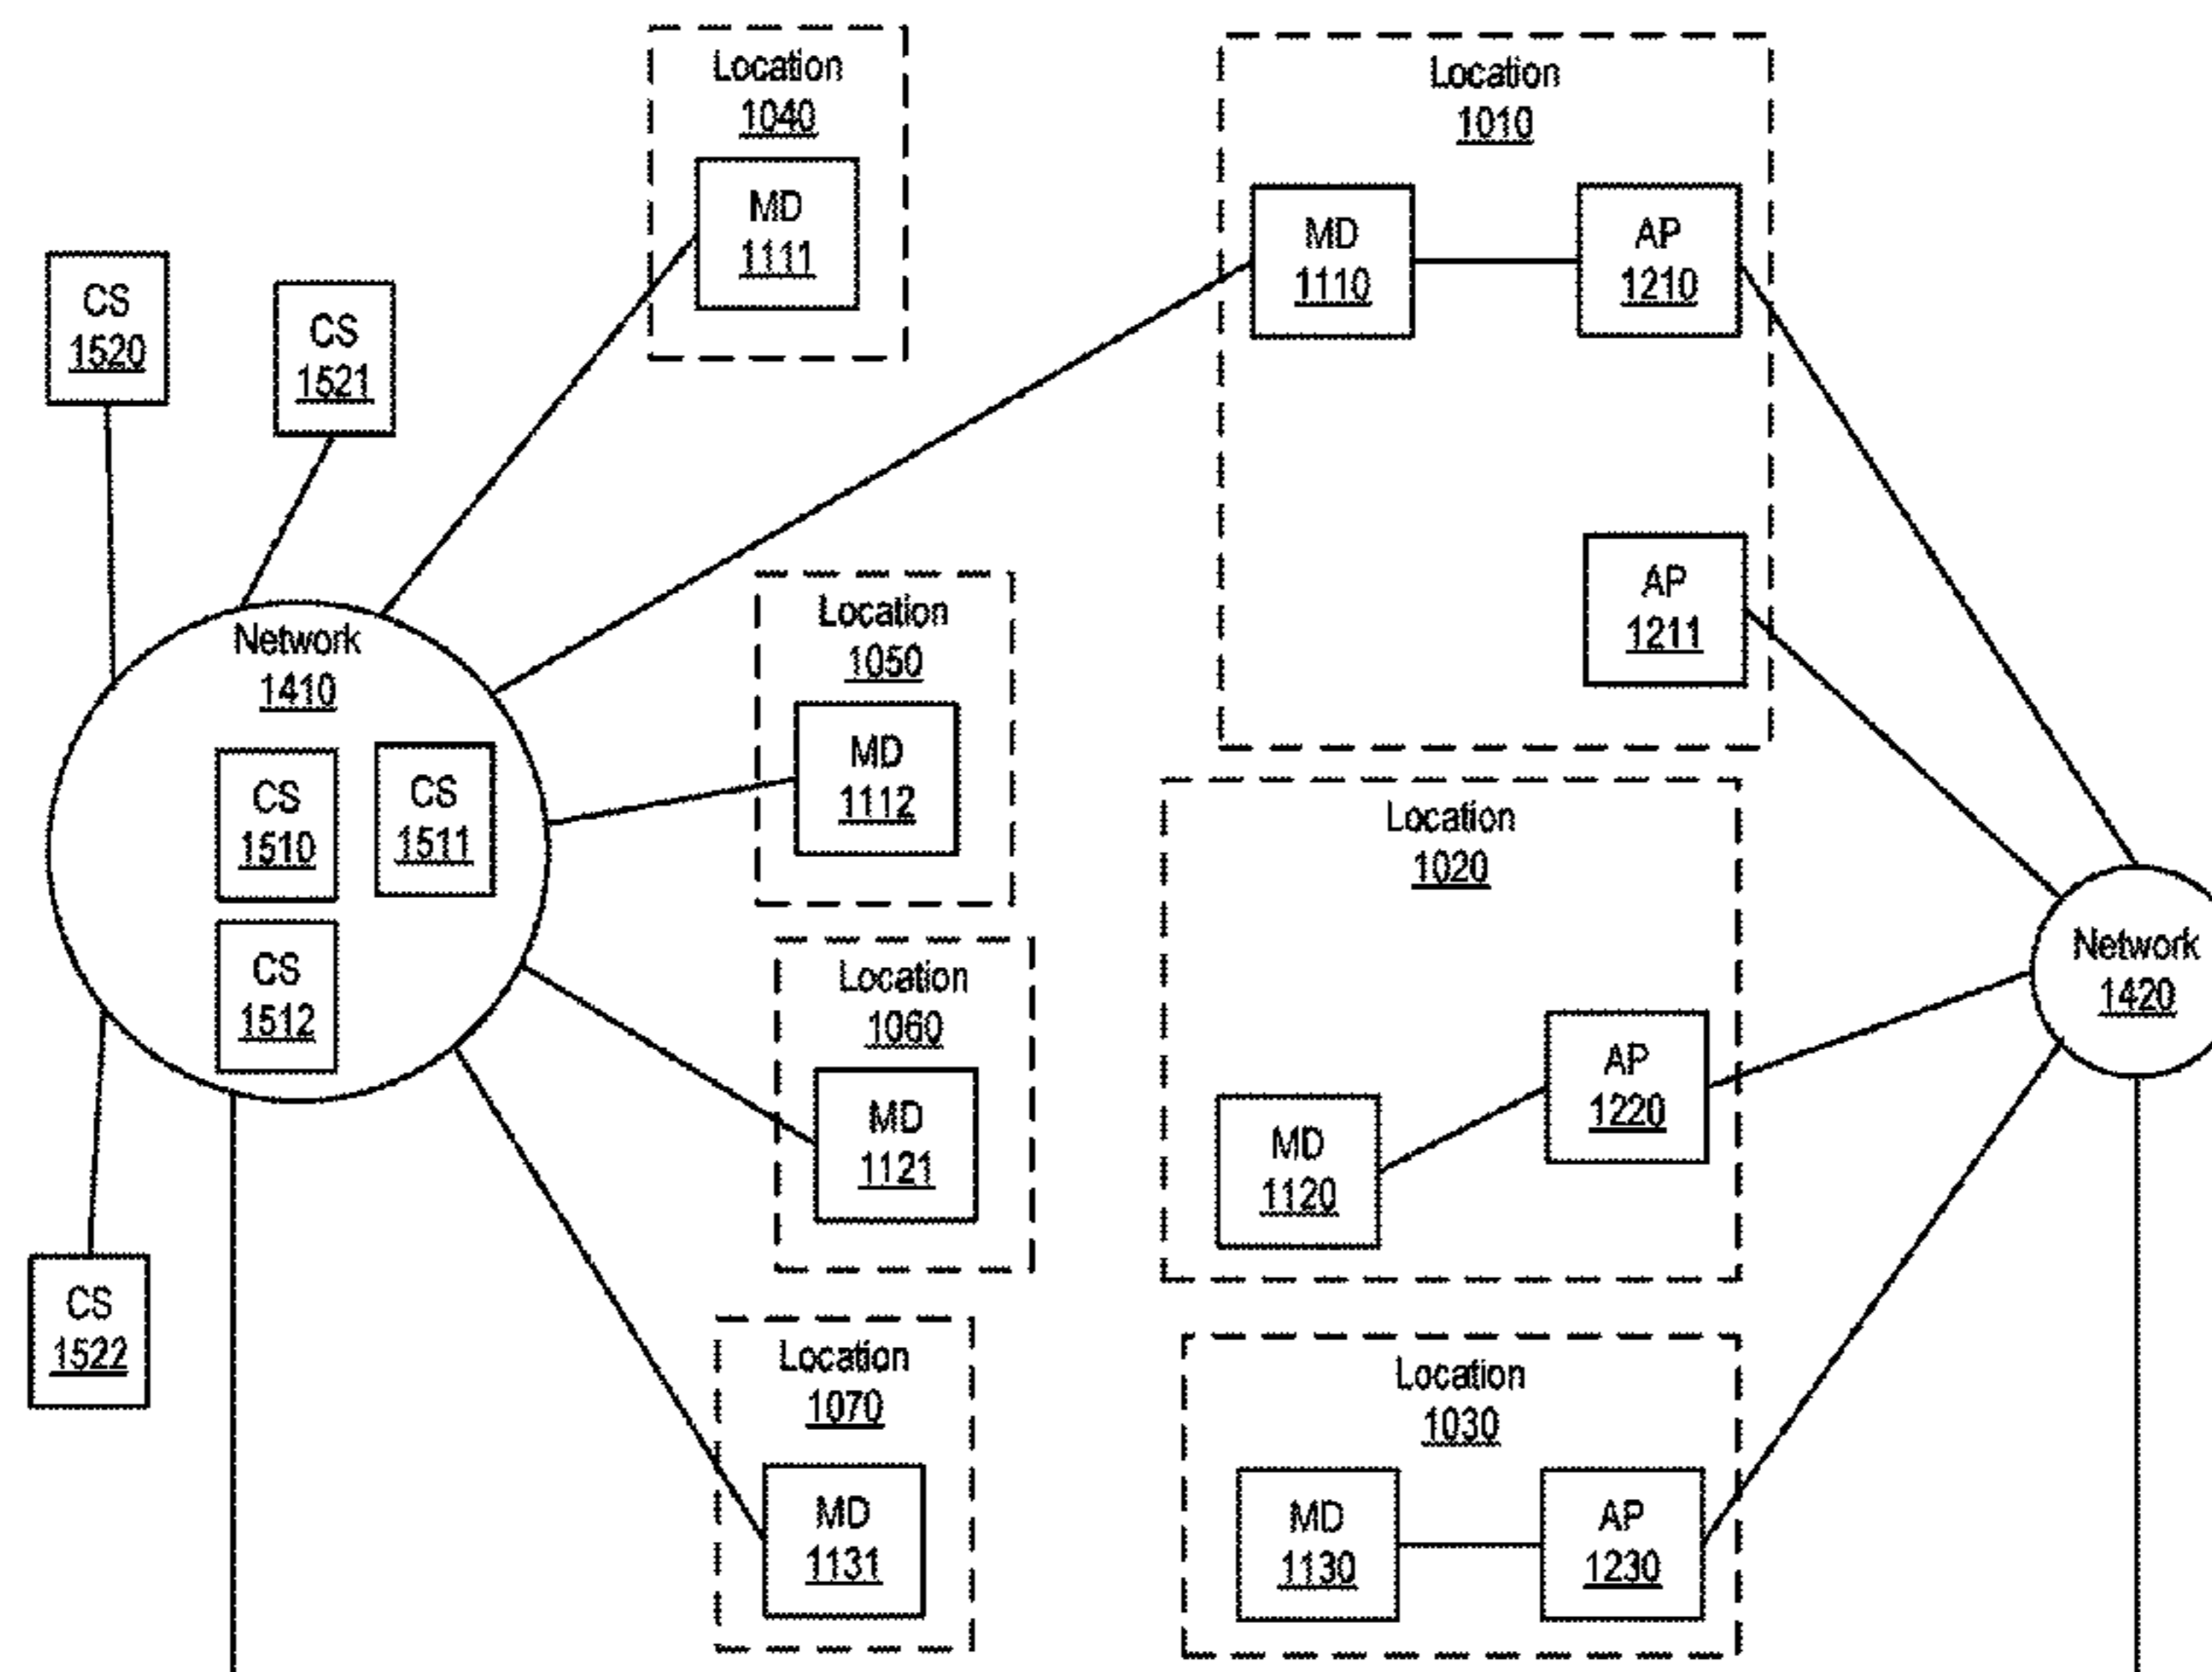 Location
1040
MD
1111
Location
1010
MD
1110
AP
1210
AP
1211
CS
1520
CS
1521
Network
1410
CS
1510
CS
1511
CS
1512
CS
1522
Location
1050
MD
1112
Location
1060
MD
1121
Location
1070
MD
1131
Location
1020
AP
1220
MD
1120
Location
1030
MD
1130
AP
1230
Network
1420